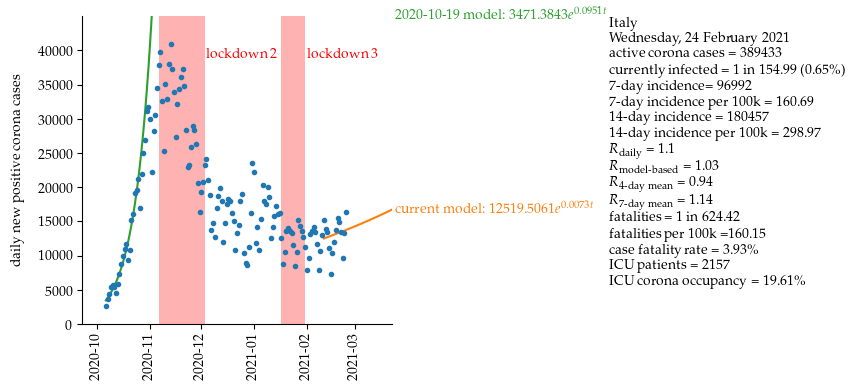 2020-10-19 model: 3471.3843e^0.0951t
Italy
Wednesday, 24 February 2021
active corona cases = 389433
currently infected = 1 in 154.99 (0.65%)
7-day incidence= 96992
7-day incidence per 100k = 160.69
14-day incidence = 180457
14-day incidence per 100k = 298.97
R_daily = 1.1
R_model-based = 1.03
R_4-day mean = 0.94
R_7-day mean = 1.14
fatalities = 1 in 624.42
fatalities per 100k =160.15
case fatality rate = 3.93%
ICU patients = 2157
ICU corona occupancy = 19.61%
lockdown 2
lockdown 3
current model: 12519.5061e^0.0073t
daily new positive corona cases
40000
35000
30000
25000
20000
15000
10000
5000
0
2020-10
2020-11
2020-12
2021-01
2021-02
2021-03